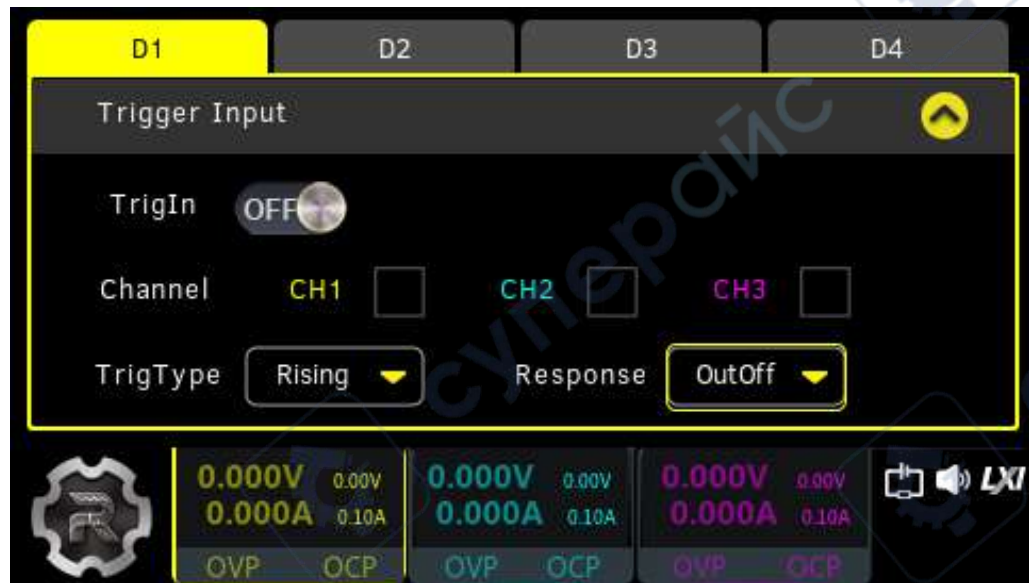 D1 D2 D3 D4
Trigger Input
TrigIn OFF
Channel CH1 CH2 CH3
TrigType Rising Response OutOff
0.000V 0.00V 0.000V 0.00V 0.000V 0.00V
0.000A 0.10A 0.000A 0.10A 0.000A 0.10A
OVP OCP OVP OCP OVP OCP
LXI
суперайс